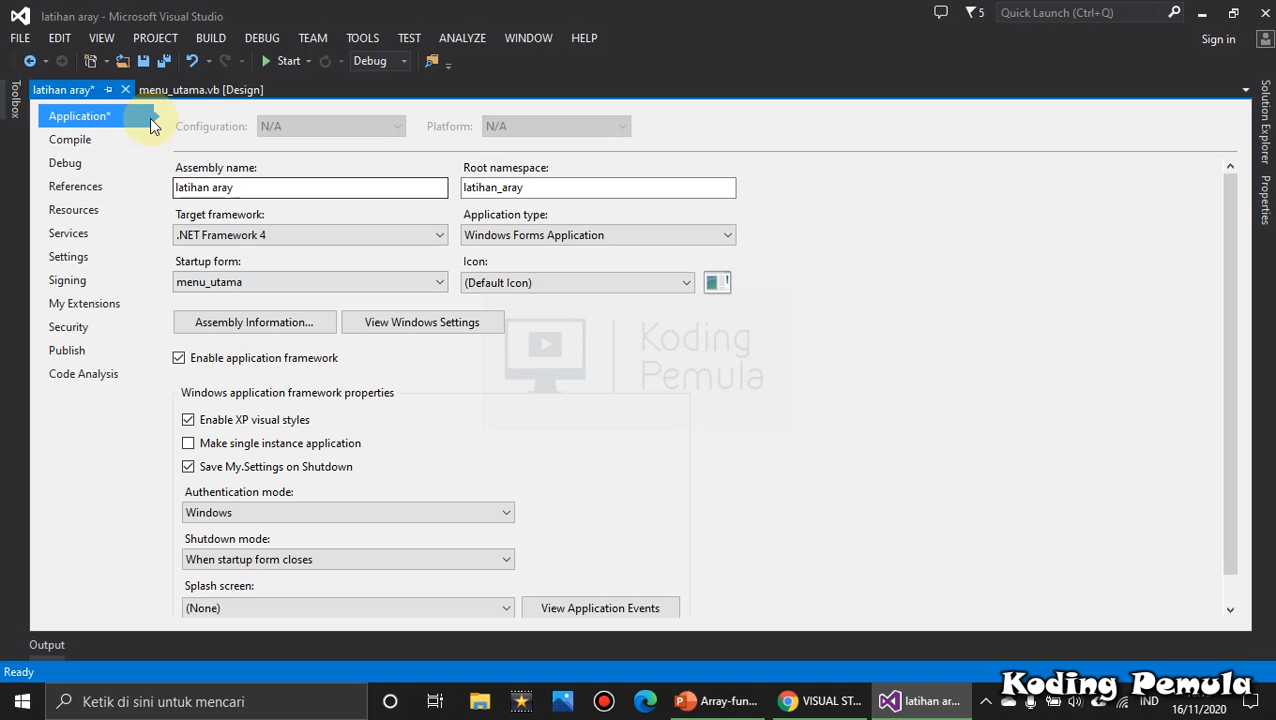 latihan aray - Microsoft Visual Studio
5
Quick Launch (Ctrl+Q)
FILE EDIT VIEW PROJECT BUILD DEBUG TEAM TOOLS TEST ANALYZE WINDOW HELP
Sign in
Start
Debug
latihan aray*
menu_utama.vb [Design]
Toolbox
Solution Explorer
Properties
Application*
Compile
Debug
References
Resources
Services
Settings
Signing
My Extensions
Security
Publish
Code Analysis
Configuration: N/A
Platform: N/A
Assembly name: Root namespace:
latihan aray latihan_aray
Target framework: Application type:
.NET Framework 4 Windows Forms Application
Startup form: Icon:
menu_utama (Default Icon)
Assembly Information... View Windows Settings
Enable application framework
Windows application framework properties
Enable XP visual styles
Make single instance application
Save My.Settings on Shutdown
Authentication mode:
Windows
Shutdown mode:
When startup form closes
Splash screen:
(None) View Application Events
Koding
Pemula
Output
Ready
Koding Pemula
Ketik di sini untuk mencari
Array-fun...
VISUAL ST...
latihan ar...
IND
16/11/2020